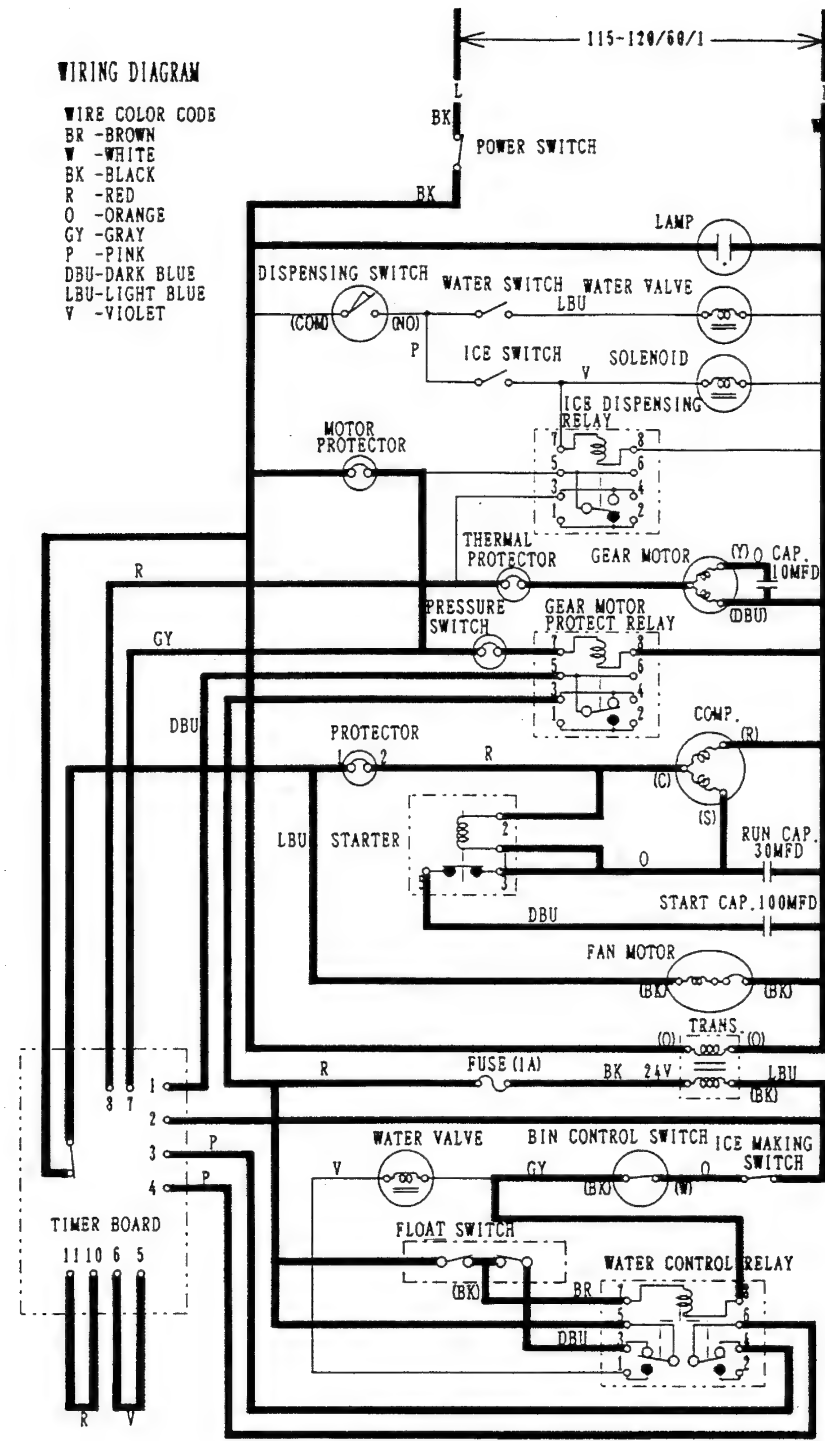 115-120/60/1
WIRING DIAGRAM
WIRE COLOR CODE
BR -BROWN
W -WHITE
BK -BLACK
R -RED
O -ORANGE
GY -GRAY
P -PINK
DBU-DARK BLUE
LBU-LIGHT BLUE
V -VIOLET
L
BK
W
POWER SWITCH
BK
LAMP
DISPENSING SWITCH
WATER SWITCH
WATER VALVE
LBU
(COM)
(NO)
P
ICE SWITCH
SOLENOID
V
ICE DISPENSING
RELAY
MOTOR
PROTECTOR
7 8
5 6
3 4
1 2
THERMAL
PROTECTOR
GEAR MOTOR
(Y) O CAP.
10MFD
R
(DBU)
PRESSURE
SWITCH
GEAR MOTOR
PROTECT RELAY
GY
7 8
5 6
3 4
1 2
DBU
PROTECTOR
1 2
R
COMP.
(R)
(C)
(S)
LBU
STARTER
2
3
O
RUN CAP.
30MFD
DBU
START CAP.100MFD
FAN MOTOR
(BK) (BK)
TRANS.
(O) (O)
R
FUSE(1A)
BK 24V
LBU
(BK)
8 7
1
2
3 P
4 P
WATER VALVE
BIN CONTROL SWITCH
ICE MAKING
SWITCH
V
GY
(BK)
(W)
O
TIMER BOARD
FLOAT SWITCH
11 10 6 5
(BK)
WATER CONTROL RELAY
BR
DBU
7 8
5 6
3 4
1 2
R V